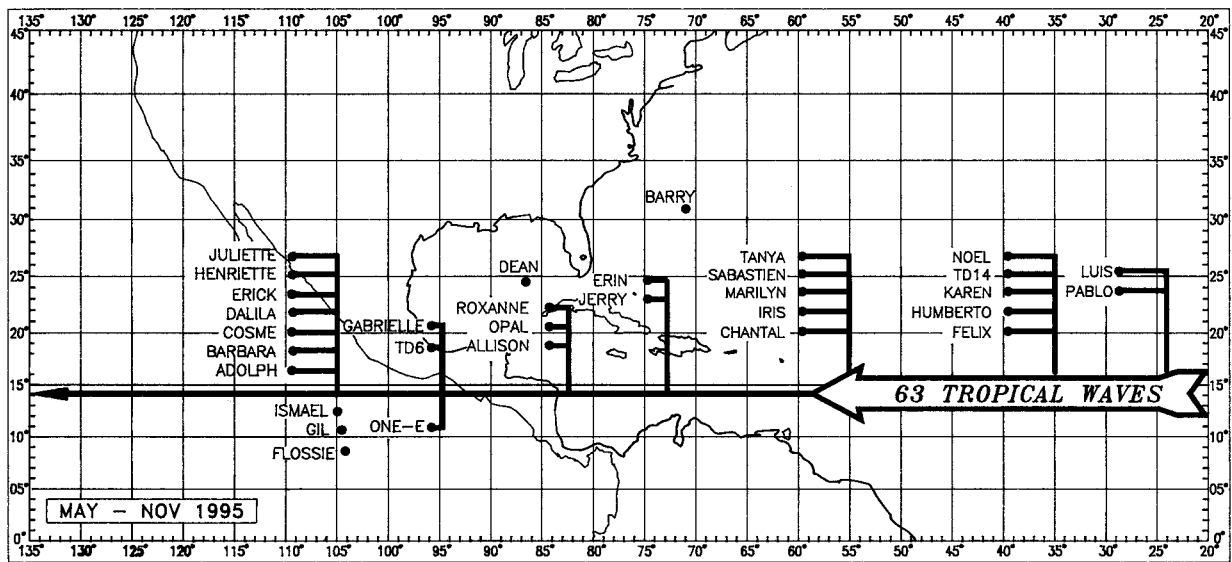 135° 130° 125° 120° 115° 110° 105° 100° 95° 90° 85° 80° 75° 70° 65° 60° 55° 50° 45° 40° 35° 30° 25° 20°
45° 45°
40° 40°
35° 35°
30° 30°
25° 25°
20° 20°
15° 15°
10° 10°
05° 05°
0° 0°
BARRY
DEAN
JULIETTE
HENRIETTE
ERICK
DALILA
COSME
BARBARA
ADOLPH
ISMAEL
GIL
FLOSSIE
GABRIELLE
TD6
ONE-E
ROXANNE
OPAL
ALLISON
ERIN
JERRY
TANYA
SABASTIEN
MARILYN
IRIS
CHANTAL
NOEL
TD14
KAREN
HUMBERTO
FELIX
LUIS
PABLO
63 TROPICAL WAVES
MAY - NOV 1995
135° 130° 125° 120° 115° 110° 105° 100° 95° 90° 85° 80° 75° 70° 65° 60° 55° 50° 45° 40° 35° 30° 25° 20°